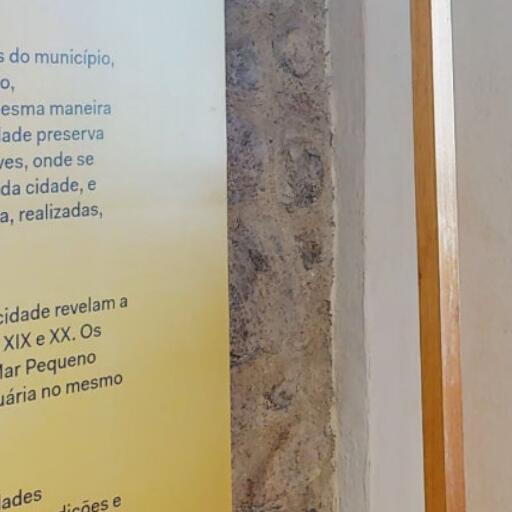 s do município,
o,
esma maneira
dade preserva
ves, onde se
da cidade, e
a, realizadas,
cidade revelam a
XIX e XX. Os
Mar Pequeno
uária no mesmo
dades
dições e